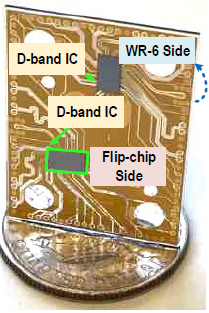 WR-6 Side
D-band IC
D-band IC
Flip-chip
Side